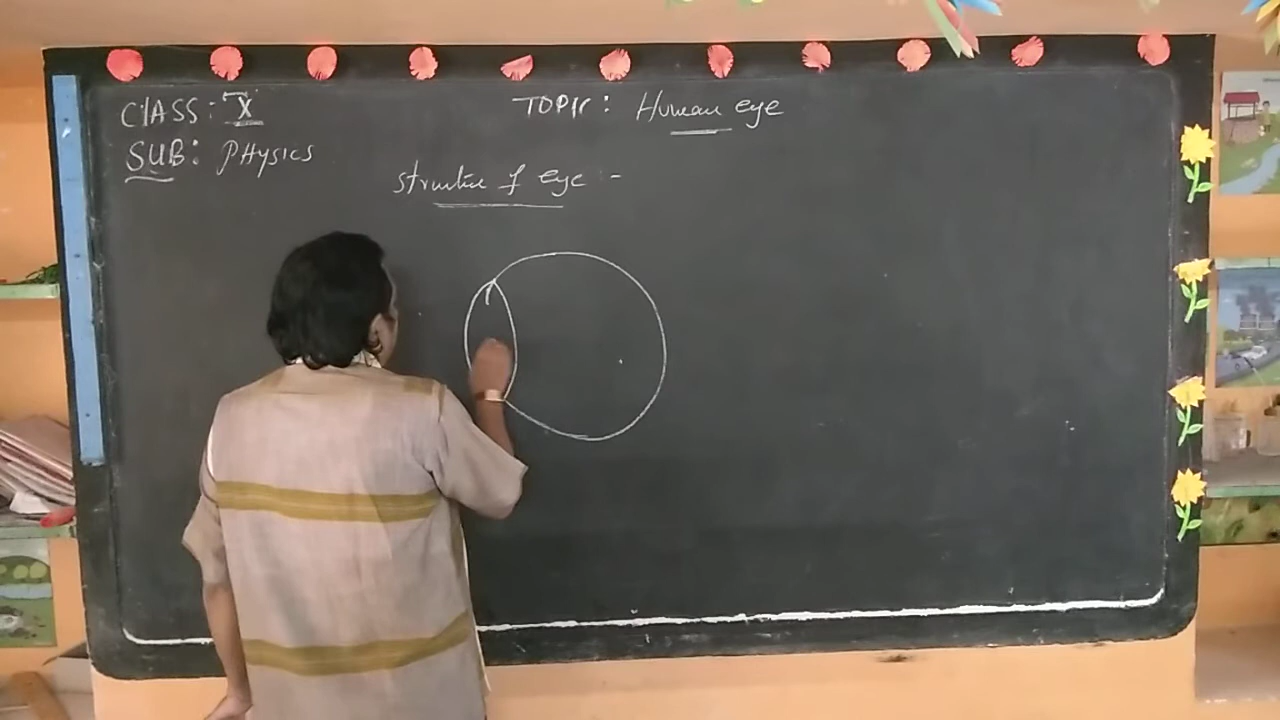 CLASS: X
TOPIC: Human eye
SUB: PHYSICS
structure of eye :-